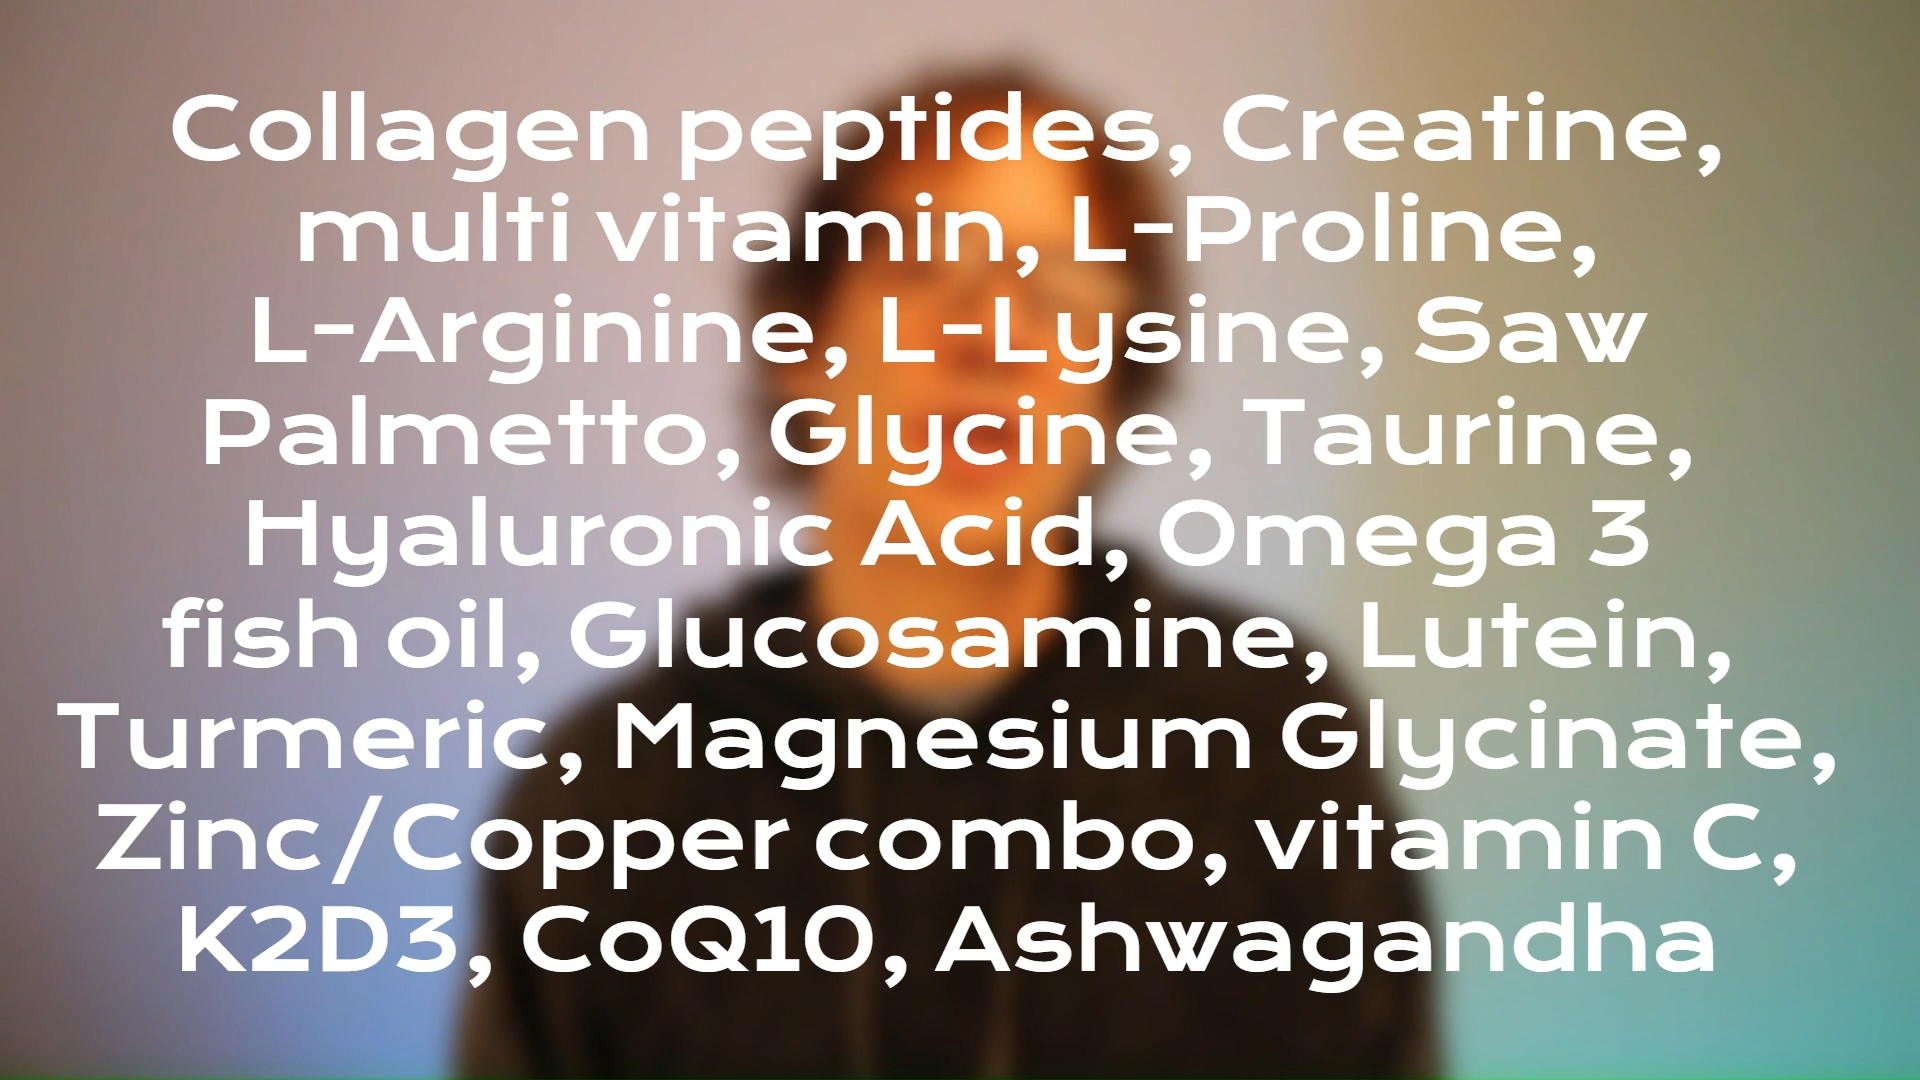 Collagen peptides, Creatine,
multi vitamin, L-Proline,
L-Arginine, L-Lysine, Saw
Palmetto, Glycine, Taurine,
Hyaluronic Acid, Omega 3
fish oil, Glucosamine, Lutein,
Turmeric, Magnesium Glycinate,
Zinc/Copper combo, vitamin C,
K2D3, CoQ10, Ashwagandha